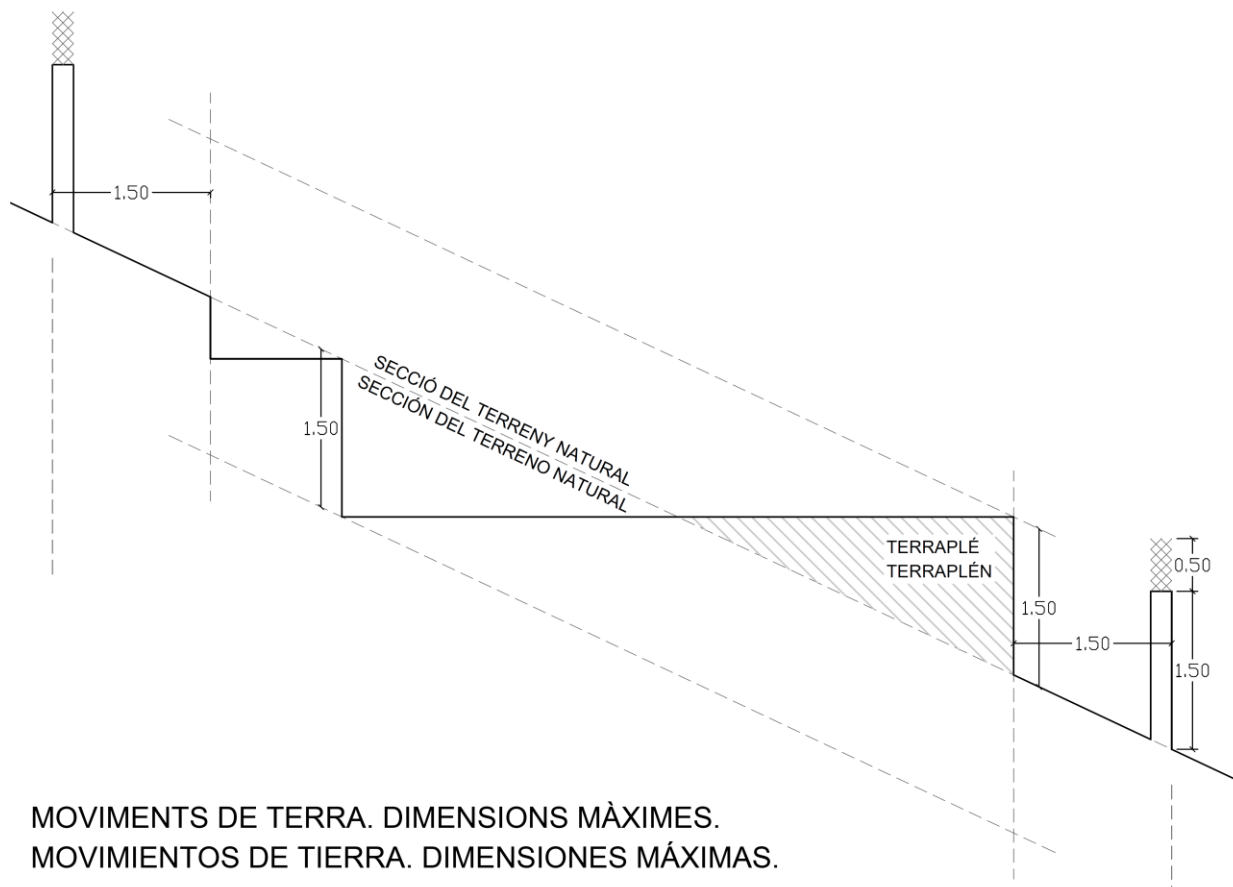 1.50
SECCIÓ DEL TERRENY NATURAL
SECCIÓN DEL TERRENO NATURAL
1.50
TERRAPLÉ
TERRAPLÉN
0.50
1.50
1.50
1.50
MOVIMENTS DE TERRA. DIMENSIONS MÀXIMES.
MOVIMIENTOS DE TIERRA. DIMENSIONES MÁXIMAS.